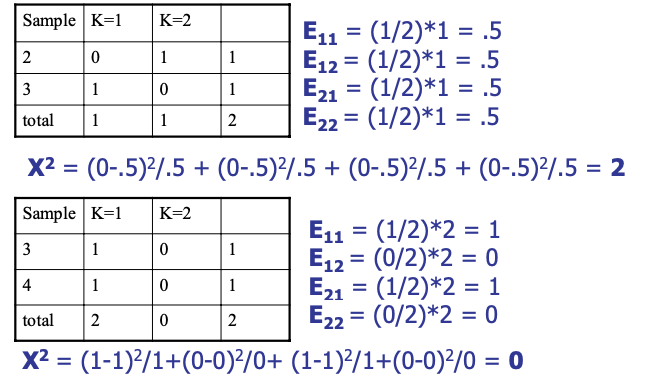 Sample K=1 K=2
2 0 1 1
3 1 0 1
total 1 1 2
E11 = (1/2)*1 = .5
E12 = (1/2)*1 = .5
E21 = (1/2)*1 = .5
E22 = (1/2)*1 = .5
X² = (0-.5)²/.5 + (0-.5)²/.5 + (0-.5)²/.5 + (0-.5)²/.5 = 2
Sample K=1 K=2
3 1 0 1
4 1 0 1
total 2 0 2
E11 = (1/2)*2 = 1
E12 = (0/2)*2 = 0
E21 = (1/2)*2 = 1
E22 = (0/2)*2 = 0
X² = (1-1)²/1+(0-0)²/0+ (1-1)²/1+(0-0)²/0 = 0